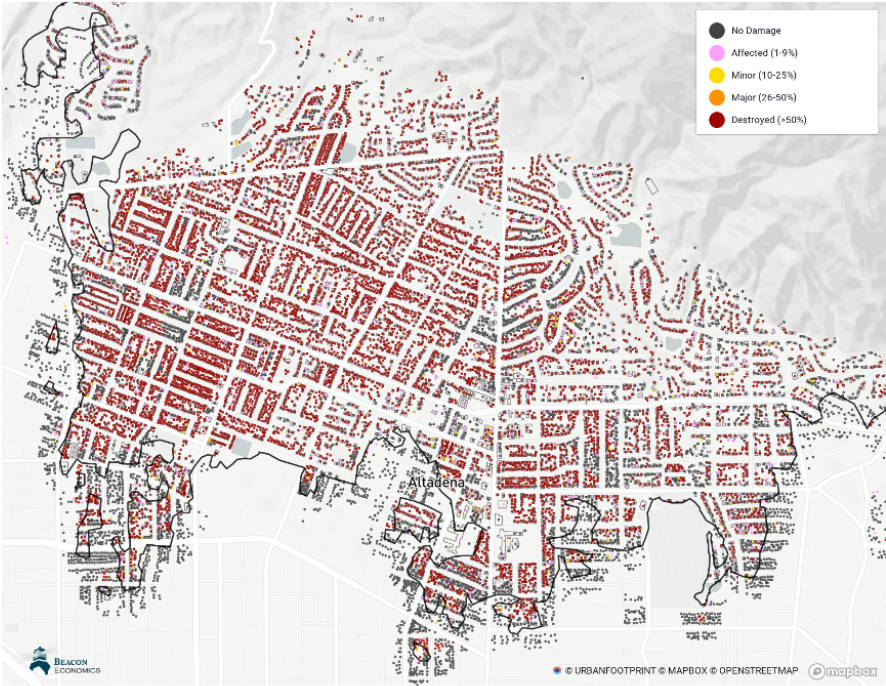 No Damage
Affected (1-9%)
Minor (10-25%)
Major (26-50%)
Destroyed (>50%)
Altadena
BEACON
ECONOMICS
© URBANFOOTPRINT © MAPBOX © OPENSTREETMAP
mapbox